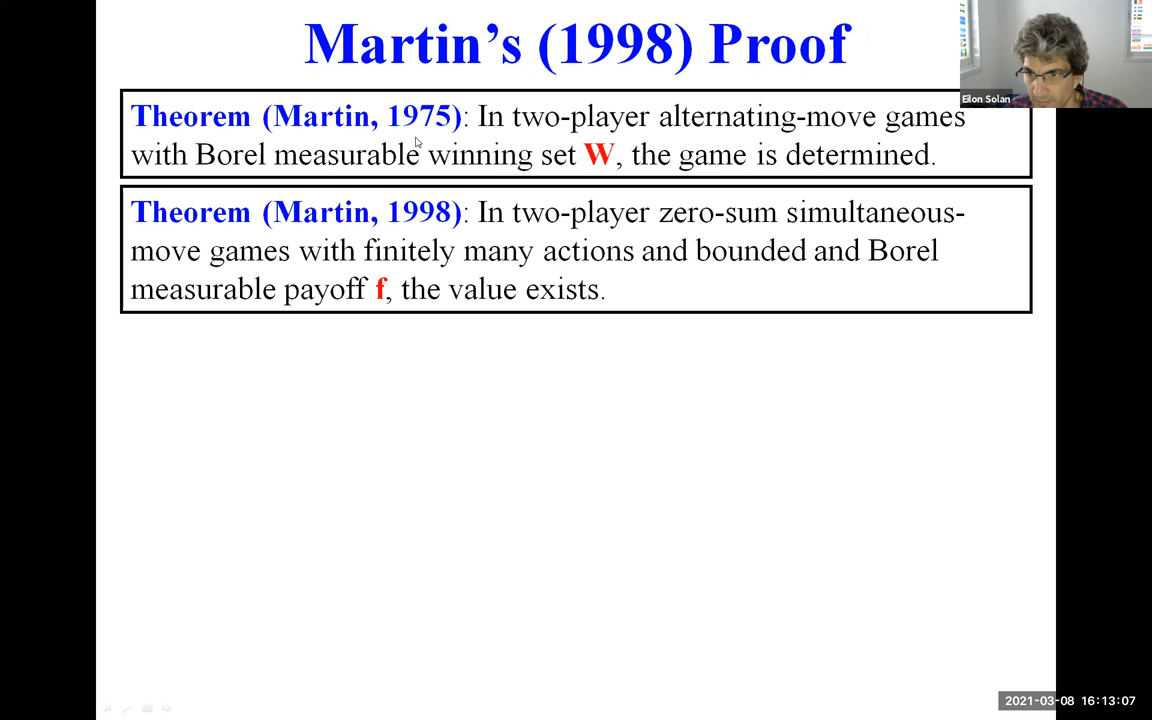 Martin’s (1998) Proof
Eilon Solan
Theorem (Martin, 1975): In two-player alternating-move games
with Borel measurable winning set W, the game is determined.
Theorem (Martin, 1998): In two-player zero-sum simultaneous-
move games with finitely many actions and bounded and Borel
measurable payoff f, the value exists.
2021-03-08 16:13:07